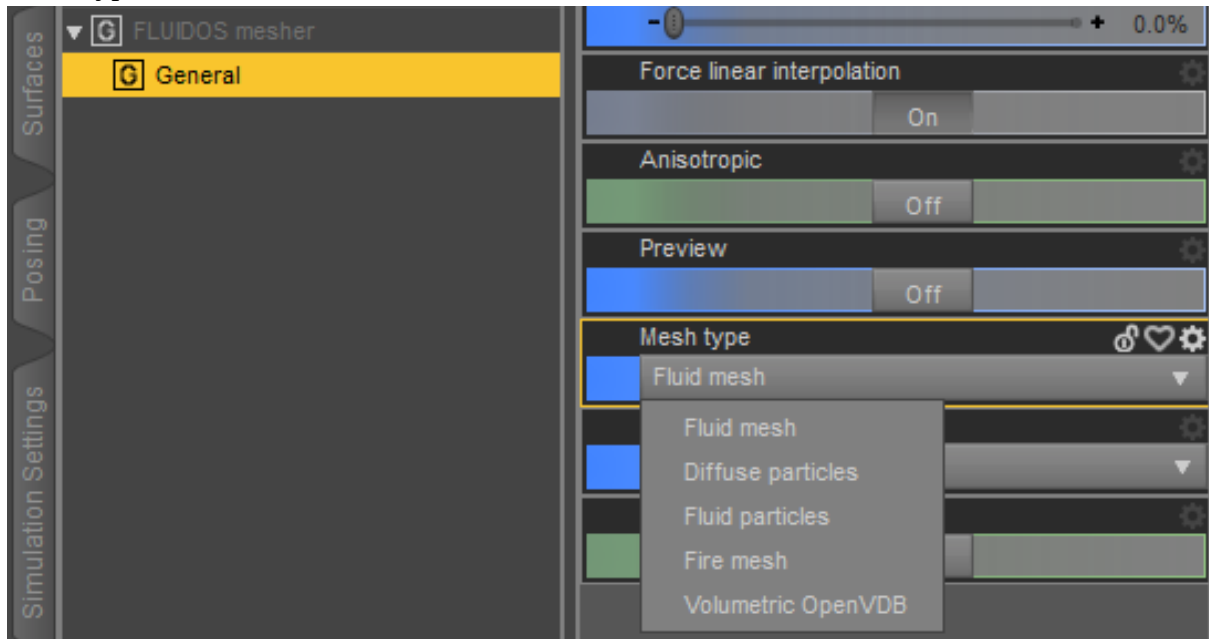 Surfaces
Posing
Simulation Settings
G FLUIDOS mesher
G General
- + 0.0%
Force linear interpolation
On
Anisotropic
Off
Preview
Off
Mesh type
Fluid mesh
Fluid mesh
Diffuse particles
Fluid particles
Fire mesh
Volumetric OpenVDB